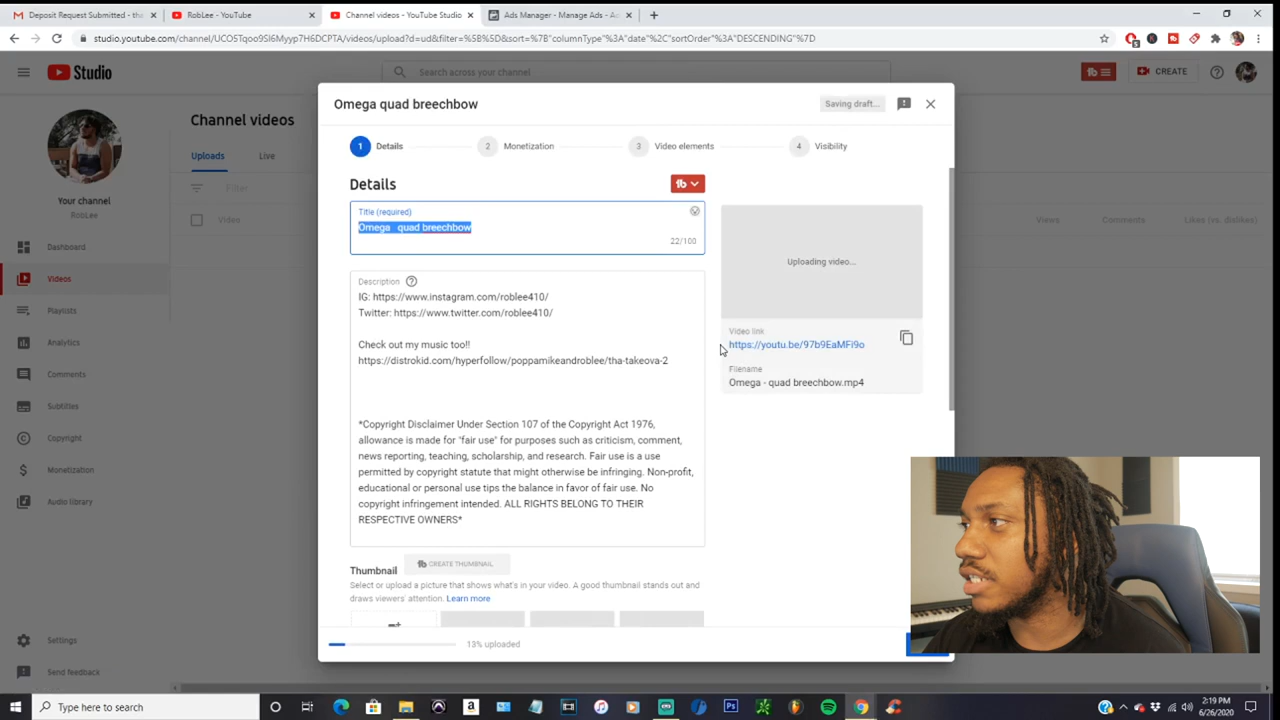 Deposit Request Submitted - tha
RobLee - YouTube
Channel videos - YouTube Studio
Ads Manager - Manage Ads - Ad
studio.youtube.com/channel/UCO5Tqoo9SI6Myyp7H6DCPTA/videos/upload?d=ud&filter=%5B%5D&sort=%7B"columnType"%3A"date"%2C"sortOrder"%3A"DESCENDING"%7D
Studio
Search across your channel
CREATE
Your channel
RobLee
Dashboard
Videos
Playlists
Analytics
Comments
Subtitles
Copyright
Monetization
Audio library
Settings
Send feedback
Channel videos
Uploads
Live
Filter
Video
Views
Comments
Likes (vs. dislikes)
Omega quad breechbow
Saving draft...
1 Details
2 Monetization
3 Video elements
4 Visibility
Details
Title (required)
Omega quad breechbow
22/100
Description
IG: https://www.instagram.com/roblee410/
Twitter: https://www.twitter.com/roblee410/
Check out my music too!!
https://distrokid.com/hyperfollow/poppamikeandroblee/tha-takeova-2
*Copyright Disclaimer Under Section 107 of the Copyright Act 1976,
allowance is made for "fair use" for purposes such as criticism, comment,
news reporting, teaching, scholarship, and research. Fair use is a use
permitted by copyright statute that might otherwise be infringing. Non-profit,
educational or personal use tips the balance in favor of fair use. No
copyright infringement intended. ALL RIGHTS BELONG TO THEIR
RESPECTIVE OWNERS*
Uploading video...
Video link
https://youtu.be/97b9EaMFi9o
Filename
Omega - quad breechbow.mp4
Thumbnail
CREATE THUMBNAIL
Select or upload a picture that shows what's in your video. A good thumbnail stands out and
draws viewers' attention. Learn more
13% uploaded
Type here to search
2:19 PM
6/26/2020